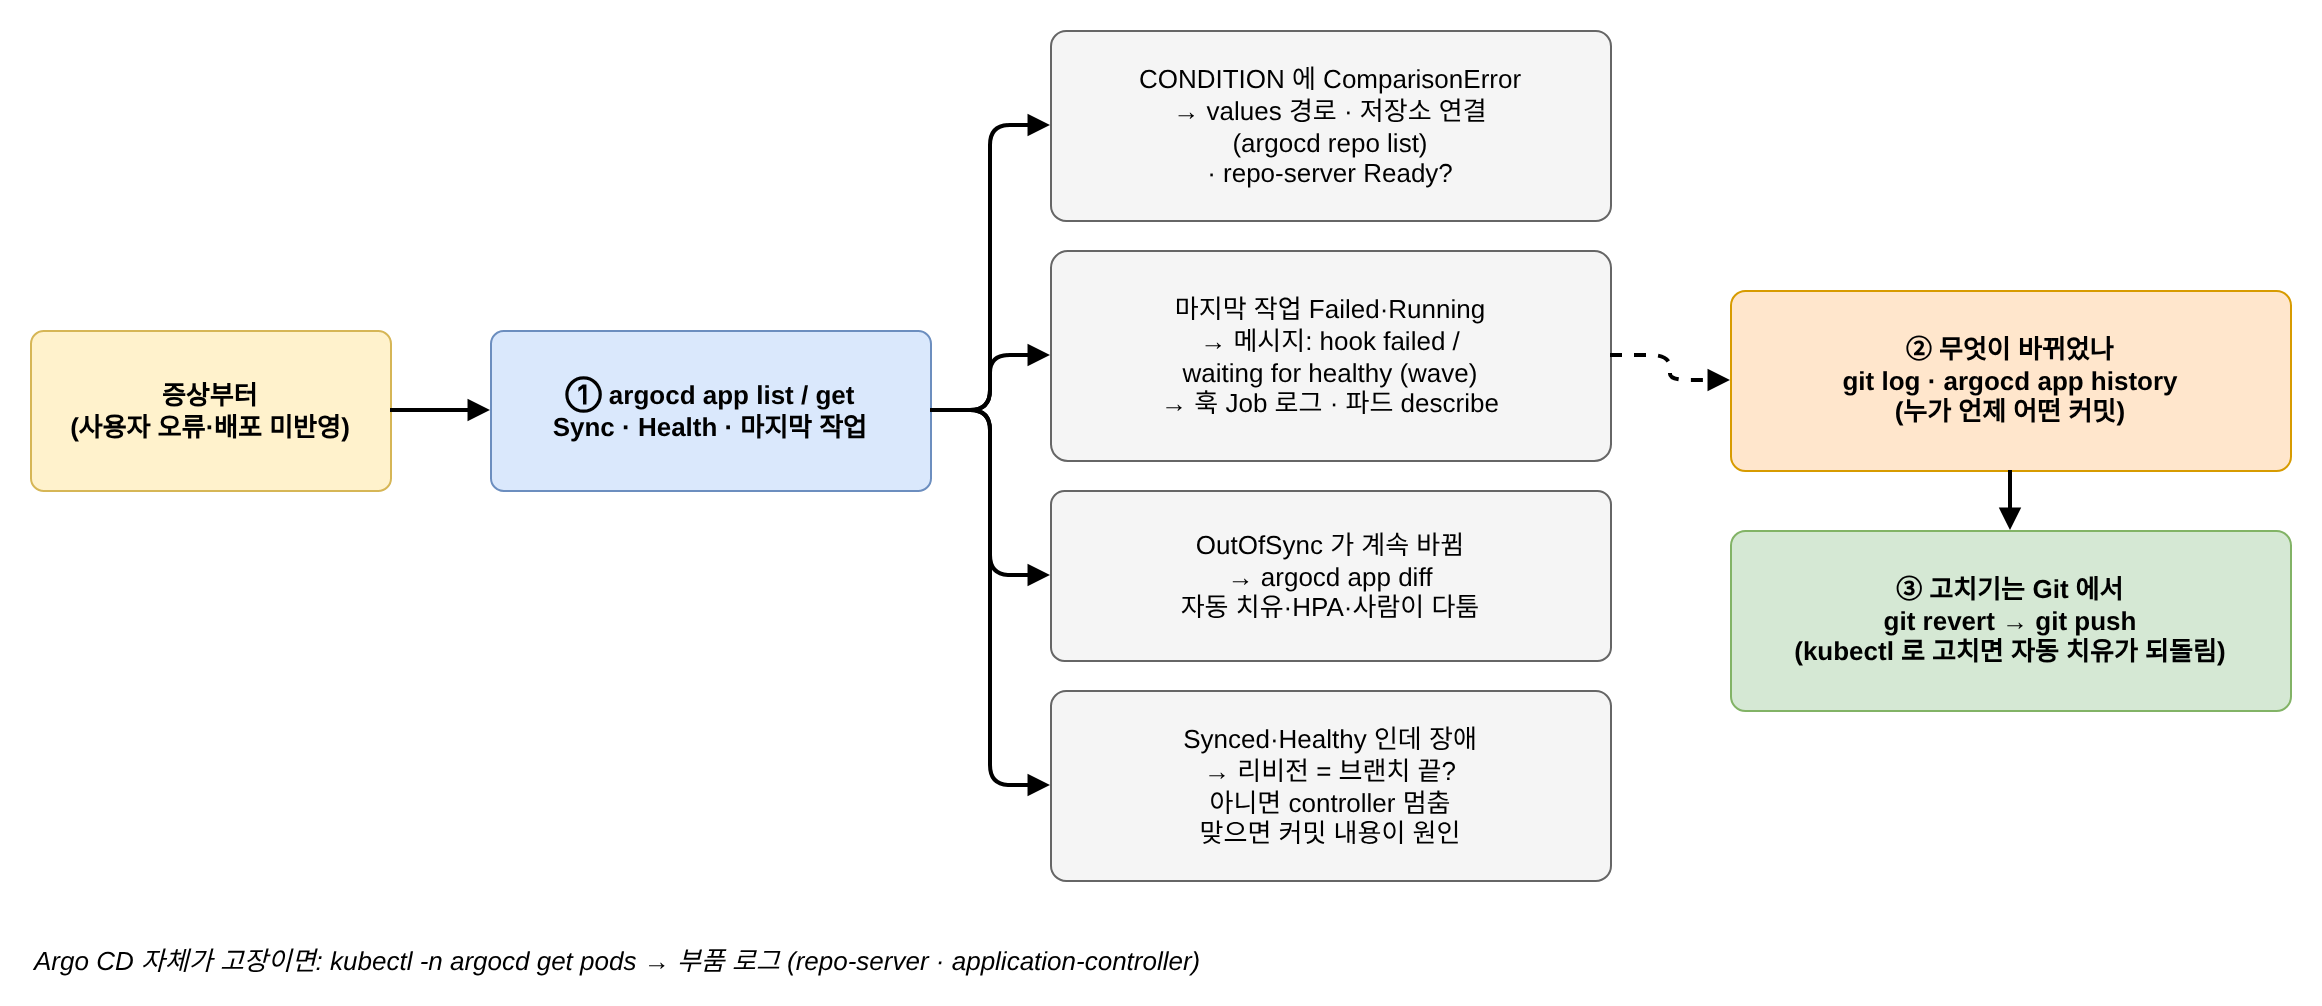 증상부터
(사용자 오류·배포 미반영)
① argocd app list / get
Sync · Health · 마지막 작업
CONDITION 에 ComparisonError
→ values 경로 · 저장소 연결
(argocd repo list)
· repo-server Ready?
마지막 작업 Failed·Running
→ 메시지: hook failed /
waiting for healthy (wave)
→ 훅 Job 로그 · 파드 describe
OutOfSync 가 계속 바뀜
→ argocd app diff
자동 치유·HPA·사람이 다툼
Synced·Healthy 인데 장애
→ 리비전 = 브랜치 끝?
아니면 controller 멈춤
맞으면 커밋 내용이 원인
② 무엇이 바뀌었나
git log · argocd app history
(누가 언제 어떤 커밋)
③ 고치기는 Git 에서
git revert → git push
(kubectl 로 고치면 자동 치유가 되돌림)
Argo CD 자체가 고장이면: kubectl -n argocd get pods → 부품 로그 (repo-server · application-controller)